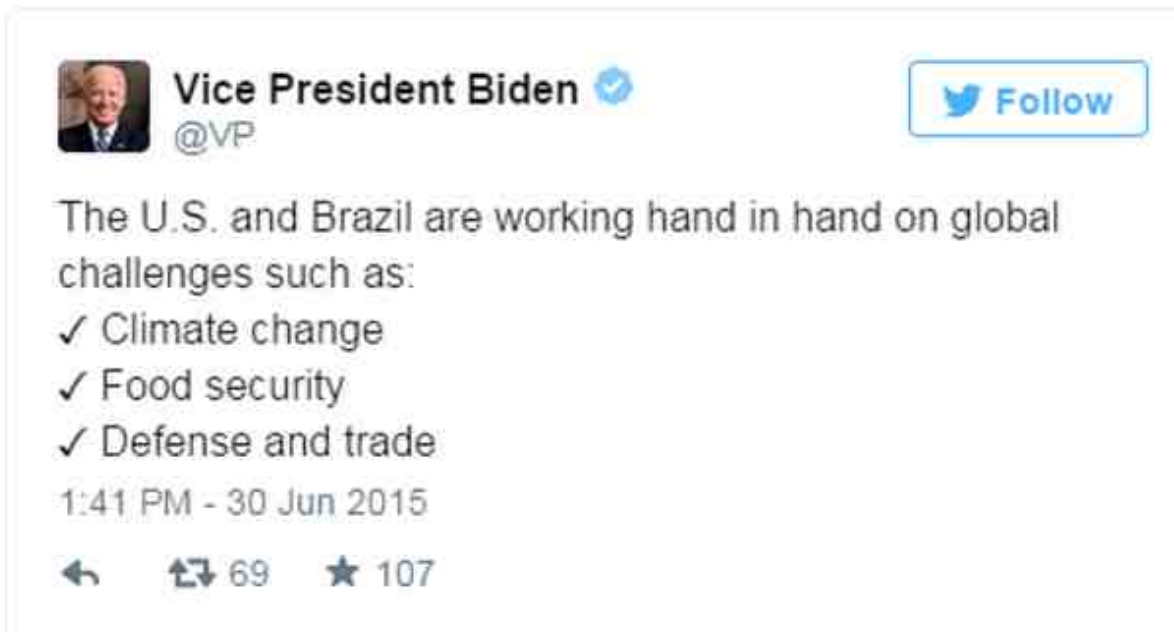 Vice President Biden
@VP
Follow
The U.S. and Brazil are working hand in hand on global
challenges such as:
✓ Climate change
✓ Food security
✓ Defense and trade
1:41 PM - 30 Jun 2015
69 107